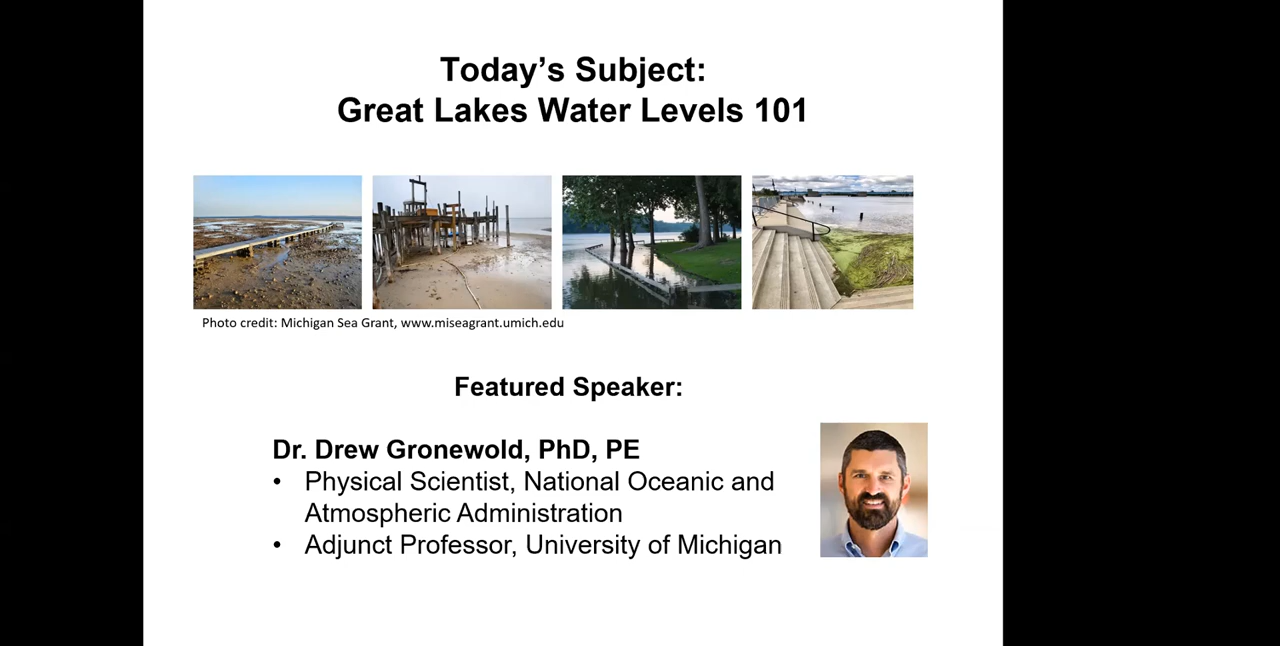 Today’s Subject:
Great Lakes Water Levels 101
Photo credit: Michigan Sea Grant, www.miseagrant.umich.edu
Featured Speaker:
Dr. Drew Gronewold, PhD, PE
• Physical Scientist, National Oceanic and
Atmospheric Administration
• Adjunct Professor, University of Michigan